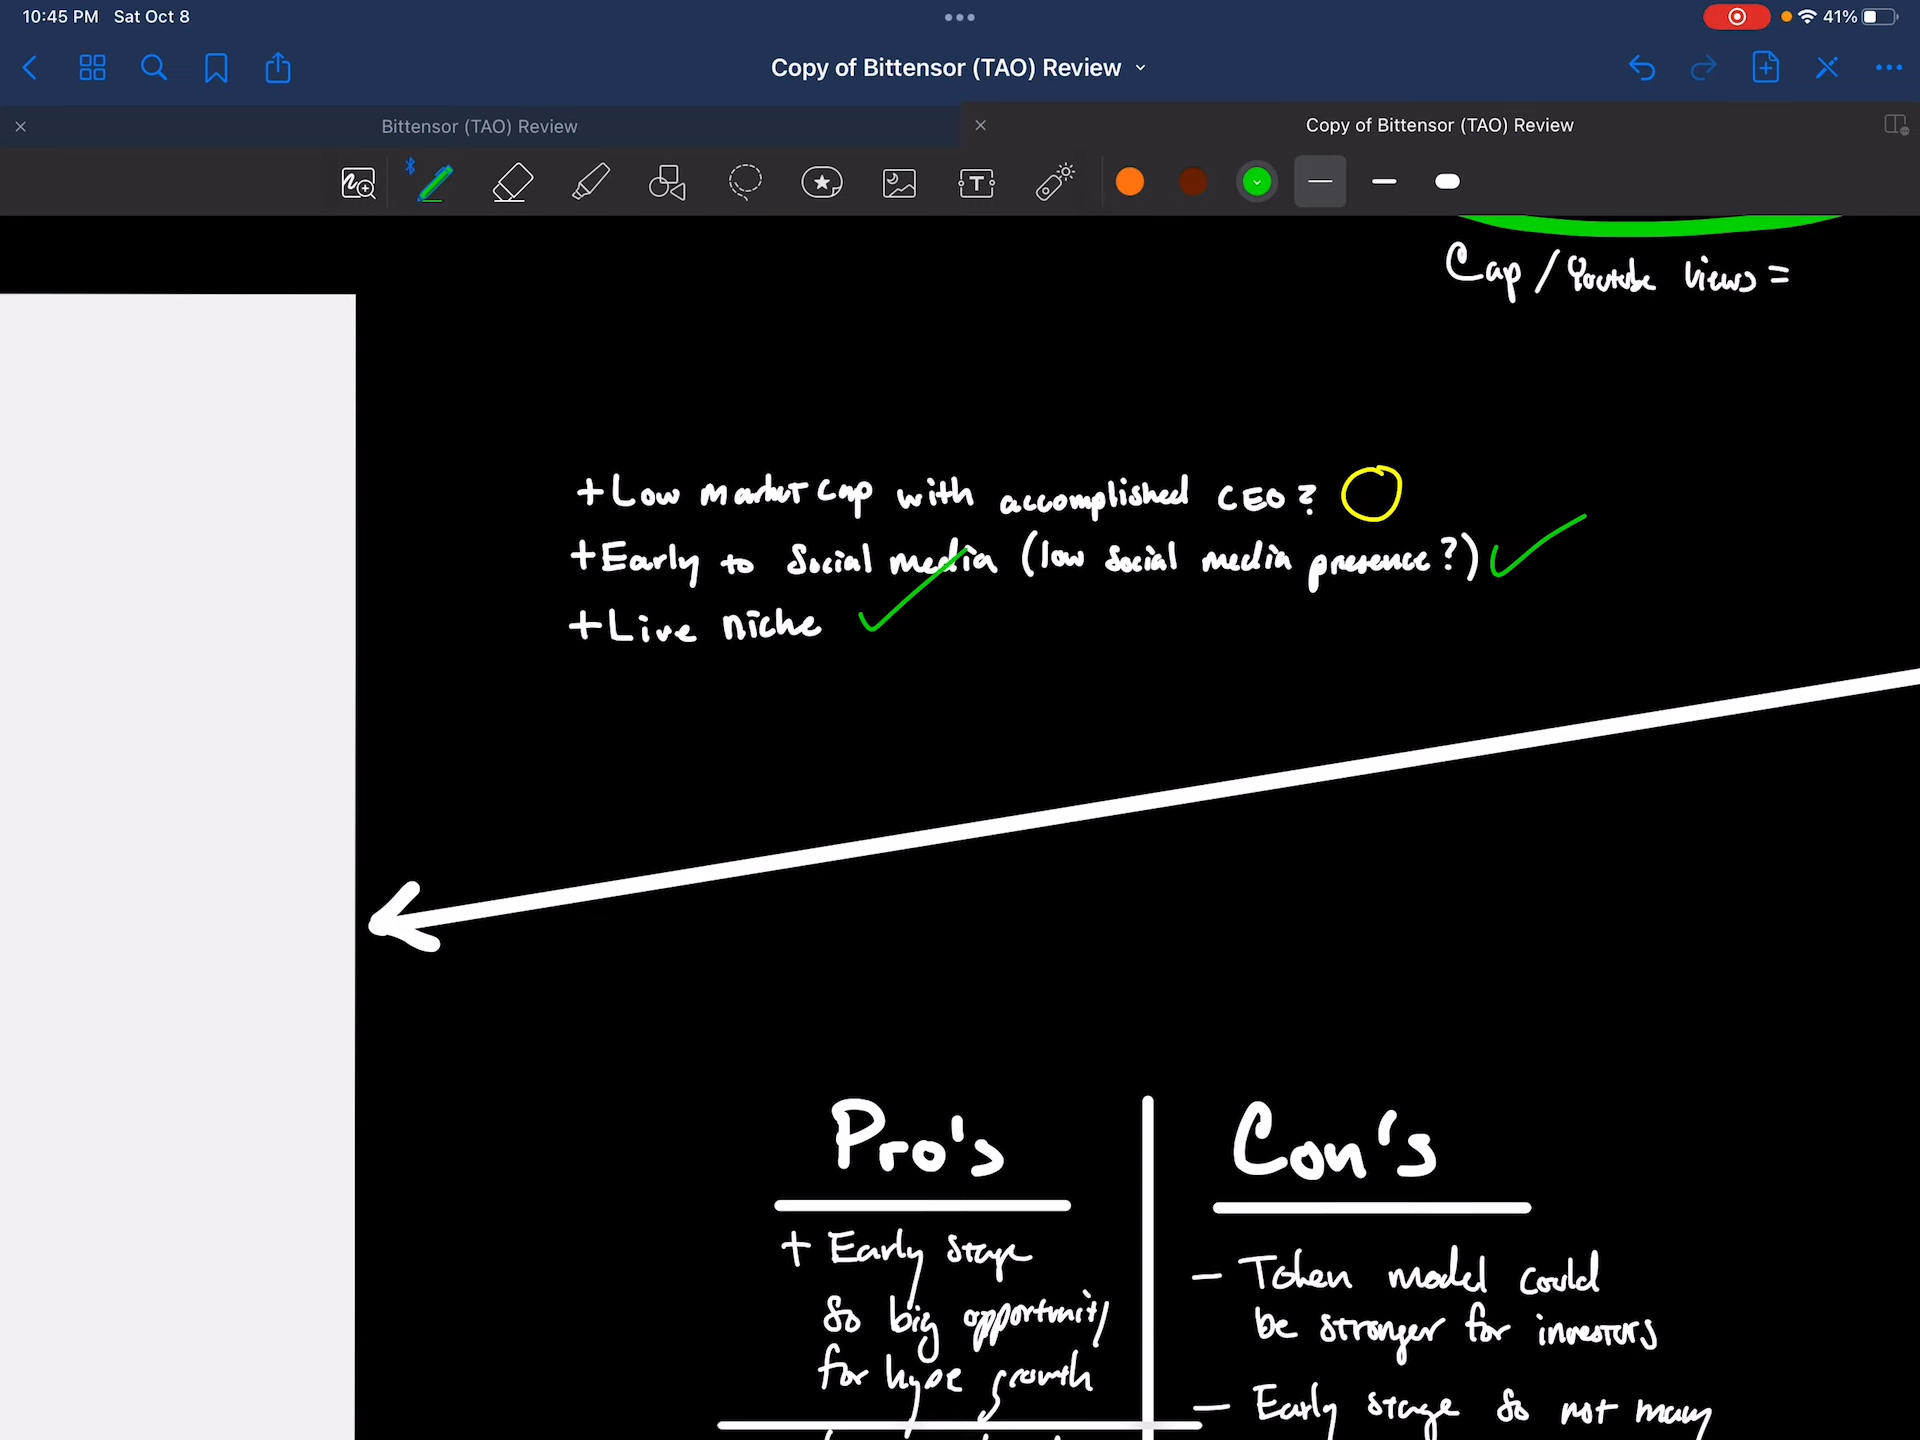 10:45 PM Sat Oct 8
41%
Copy of Bittensor (TAO) Review
Bittensor (TAO) Review
Copy of Bittensor (TAO) Review
Cap / Youtube views =
+ Low market cap with accomplished CEO?
+ Early to Social media (low social media presence?)
+ Live niche
Pro's
Con's
+ Early stage
So big opportunity
for hype growth
- Token model could
be stronger for investors
- Early stage so not many